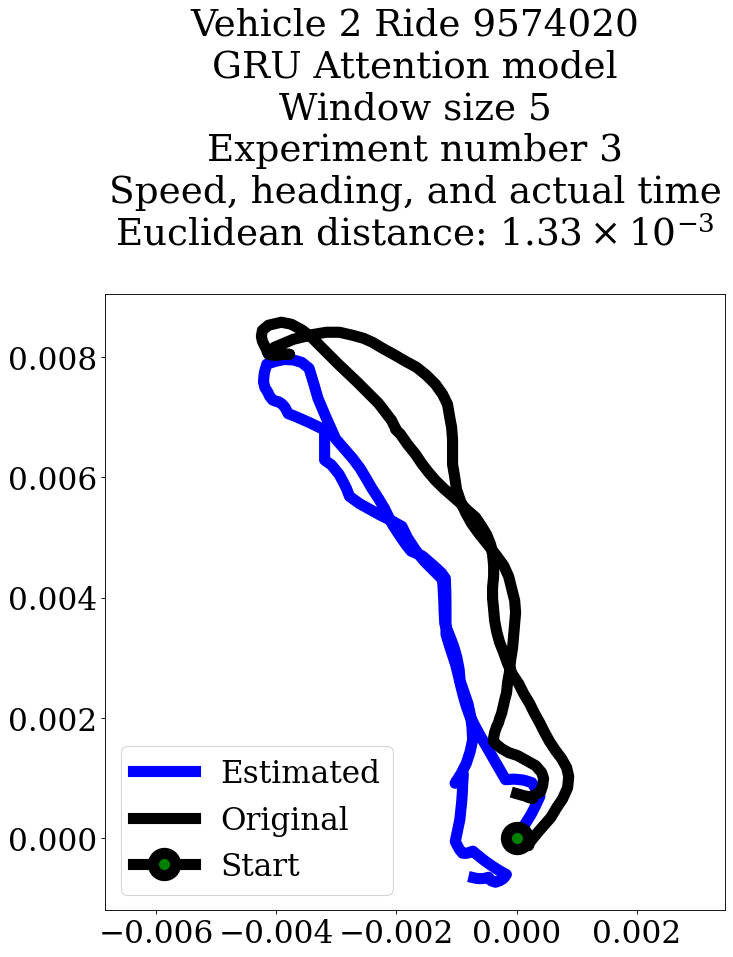 Vehicle 2 Ride 9574020
GRU Attention model
Window size 5
Experiment number 3
Speed, heading, and actual time
Euclidean distance: 1.33 × 10⁻³
0.008
0.006
0.004
0.002
0.000
Estimated
Original
Start
−0.006 −0.004 −0.002 0.000 0.002